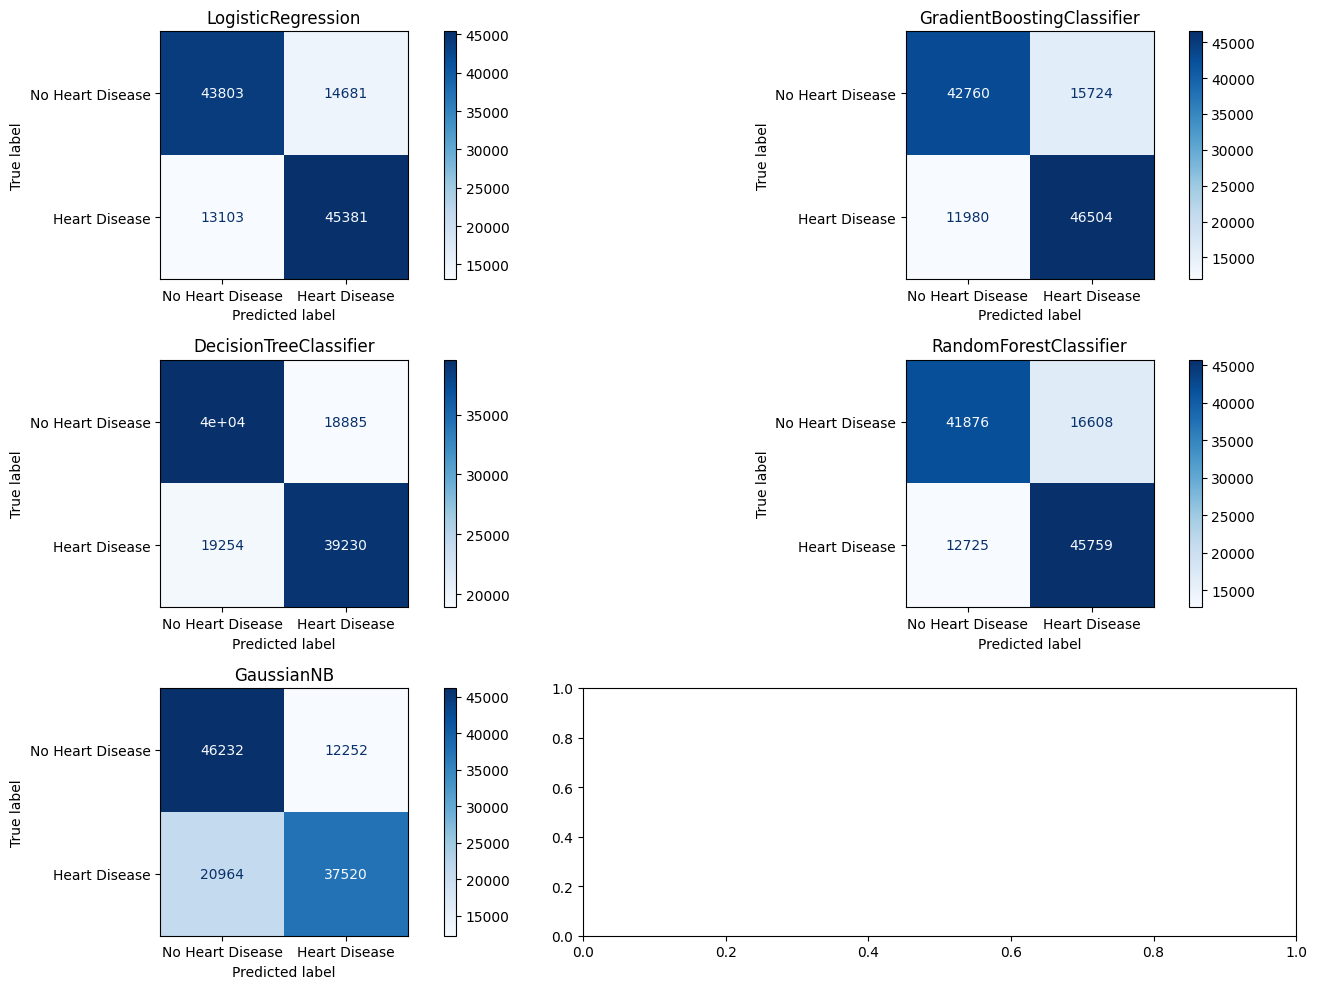 LogisticRegression
True label
No Heart Disease
Heart Disease
43803 14681
13103 45381
No Heart Disease Heart Disease
Predicted label
45000
40000
35000
30000
25000
20000
15000
GradientBoostingClassifier
True label
No Heart Disease
Heart Disease
42760 15724
11980 46504
No Heart Disease Heart Disease
Predicted label
45000
40000
35000
30000
25000
20000
15000
DecisionTreeClassifier
True label
No Heart Disease
Heart Disease
4e+04 18885
19254 39230
No Heart Disease Heart Disease
Predicted label
35000
30000
25000
20000
RandomForestClassifier
True label
No Heart Disease
Heart Disease
41876 16608
12725 45759
No Heart Disease Heart Disease
Predicted label
45000
40000
35000
30000
25000
20000
15000
GaussianNB
True label
No Heart Disease
Heart Disease
46232 12252
20964 37520
No Heart Disease Heart Disease
Predicted label
45000
40000
35000
30000
25000
20000
15000
1.0
0.8
0.6
0.4
0.2
0.0
0.0 0.2 0.4 0.6 0.8 1.0